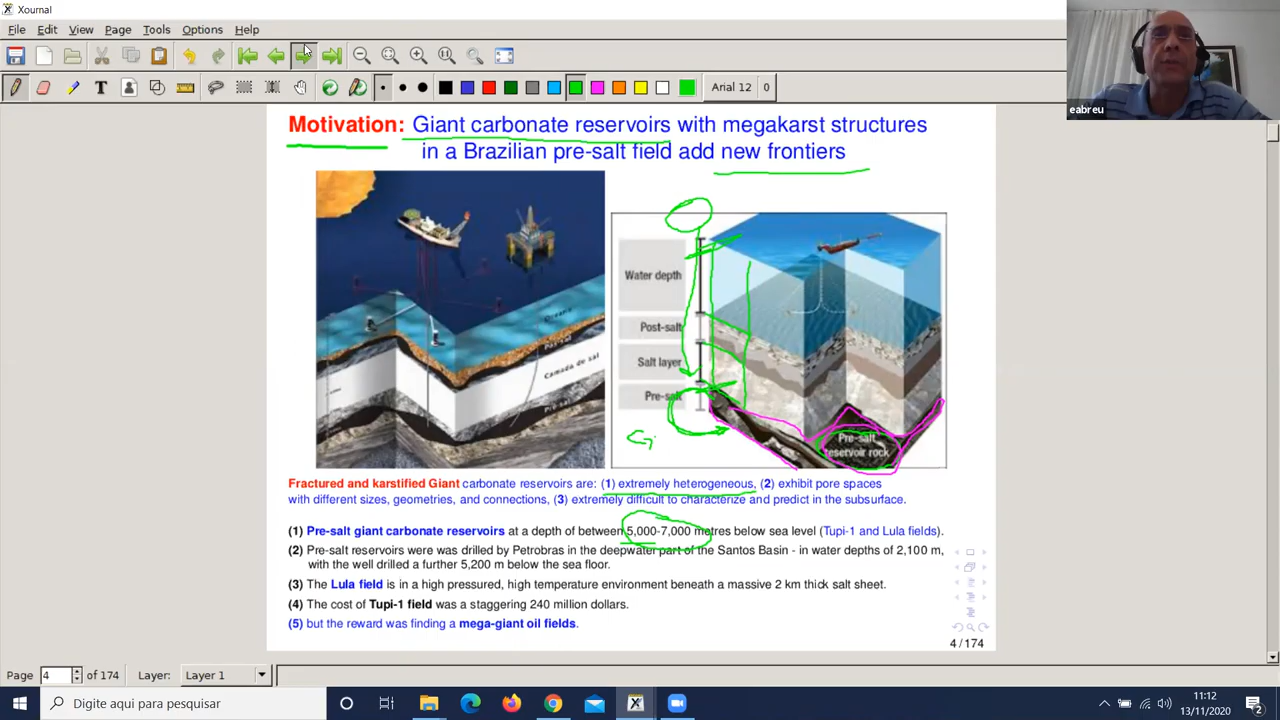 Xournal
File Edit View Page Tools Options Help
Arial 12 0
eabreu
Motivation: Giant carbonate reservoirs with megakarst structures
in a Brazilian pre-salt field add new frontiers
Oceano
Pós-sal
Camada de sal
Pré-sal
Water depth
Post-salt
Salt layer
Pre-salt
Pre-salt
reservoir rock
Fractured and karstified Giant carbonate reservoirs are: (1) extremely heterogeneous, (2) exhibit pore spaces
with different sizes, geometries, and connections, (3) extremely difficult to characterize and predict in the subsurface.
(1) Pre-salt giant carbonate reservoirs at a depth of between 5,000-7,000 metres below sea level (Tupi-1 and Lula fields).
(2) Pre-salt reservoirs were was drilled by Petrobras in the deepwater part of the Santos Basin - in water depths of 2,100 m,
with the well drilled a further 5,200 m below the sea floor.
(3) The Lula field is in a high pressured, high temperature environment beneath a massive 2 km thick salt sheet.
(4) The cost of Tupi-1 field was a staggering 240 million dollars.
(5) but the reward was finding a mega-giant oil fields.
4 / 174
Page 4 of 174 Layer: Layer 1
Digite aqui para pesquisar
11:12
13/11/2020
2